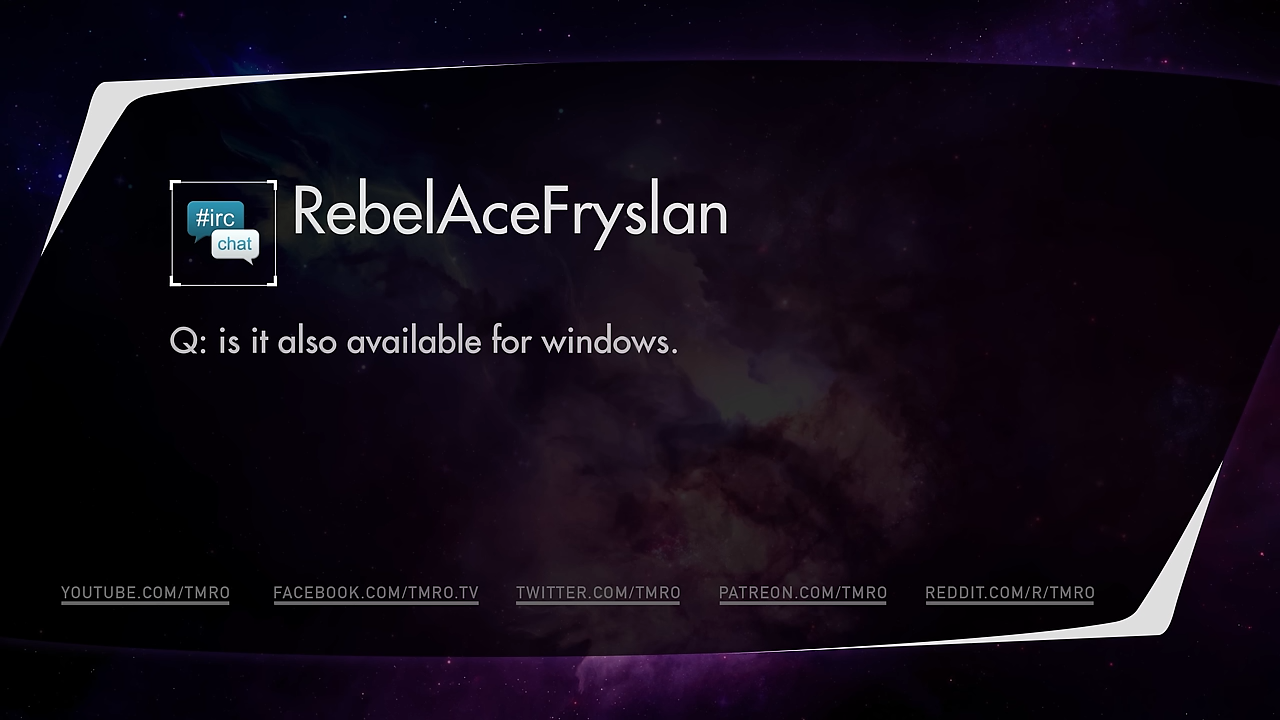 #irc
chat
RebelAceFryslan
Q: is it also available for windows.
YOUTUBE.COM/TMRO FACEBOOK.COM/TMRO.TV TWITTER.COM/TMRO PATREON.COM/TMRO REDDIT.COM/R/TMRO